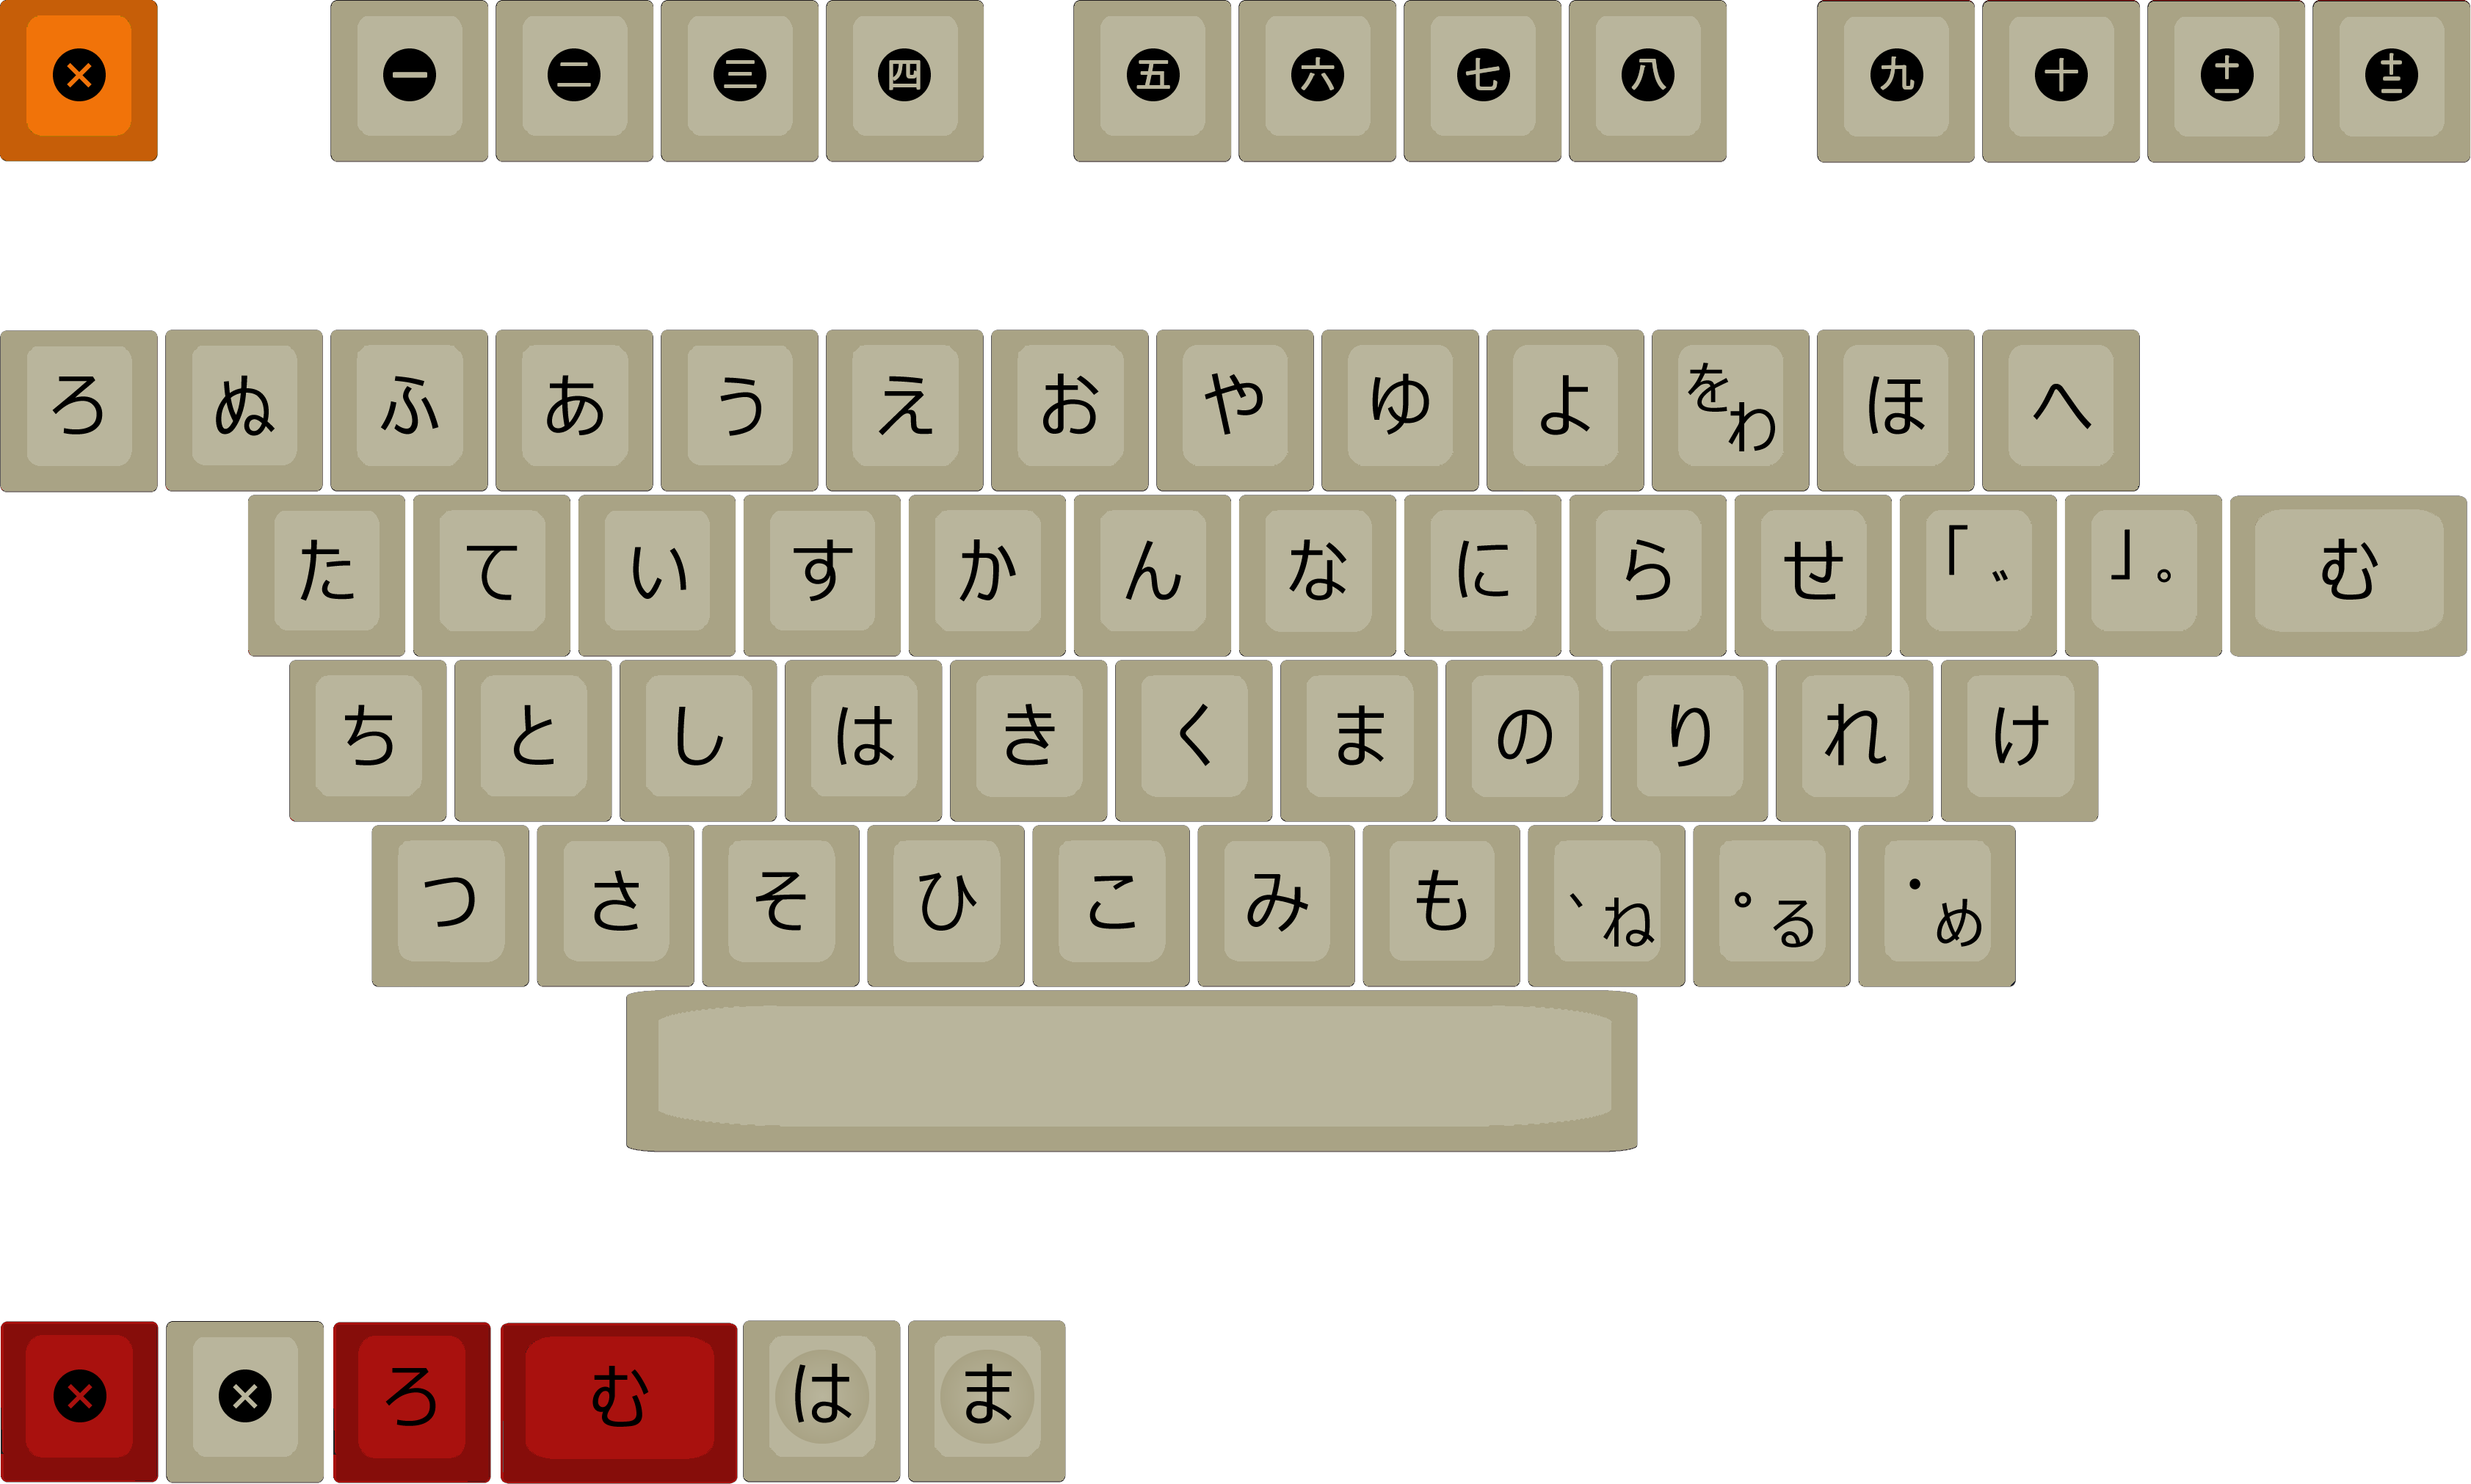 × 一 二 三 四 五 六 七 八 九 十 十一 十二
ろ ぬ ふ あ う え お や ゆ よ を わ ほ へ
た て い す か ん な に ら せ 「 ゛ 」 。 む
ち と し は き く ま の り れ け
つ さ そ ひ こ み も 、 ね 。 る ・ め
× × ろ む は ま